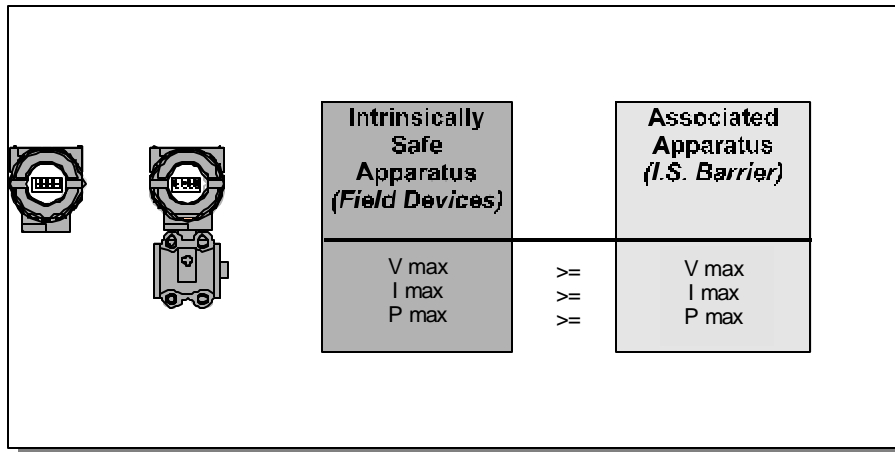 Intrinsically
Safe
Apparatus
(Field Devices)
Associated
Apparatus
(I.S. Barrier)
V max >= V max
I max >= I max
P max >= P max